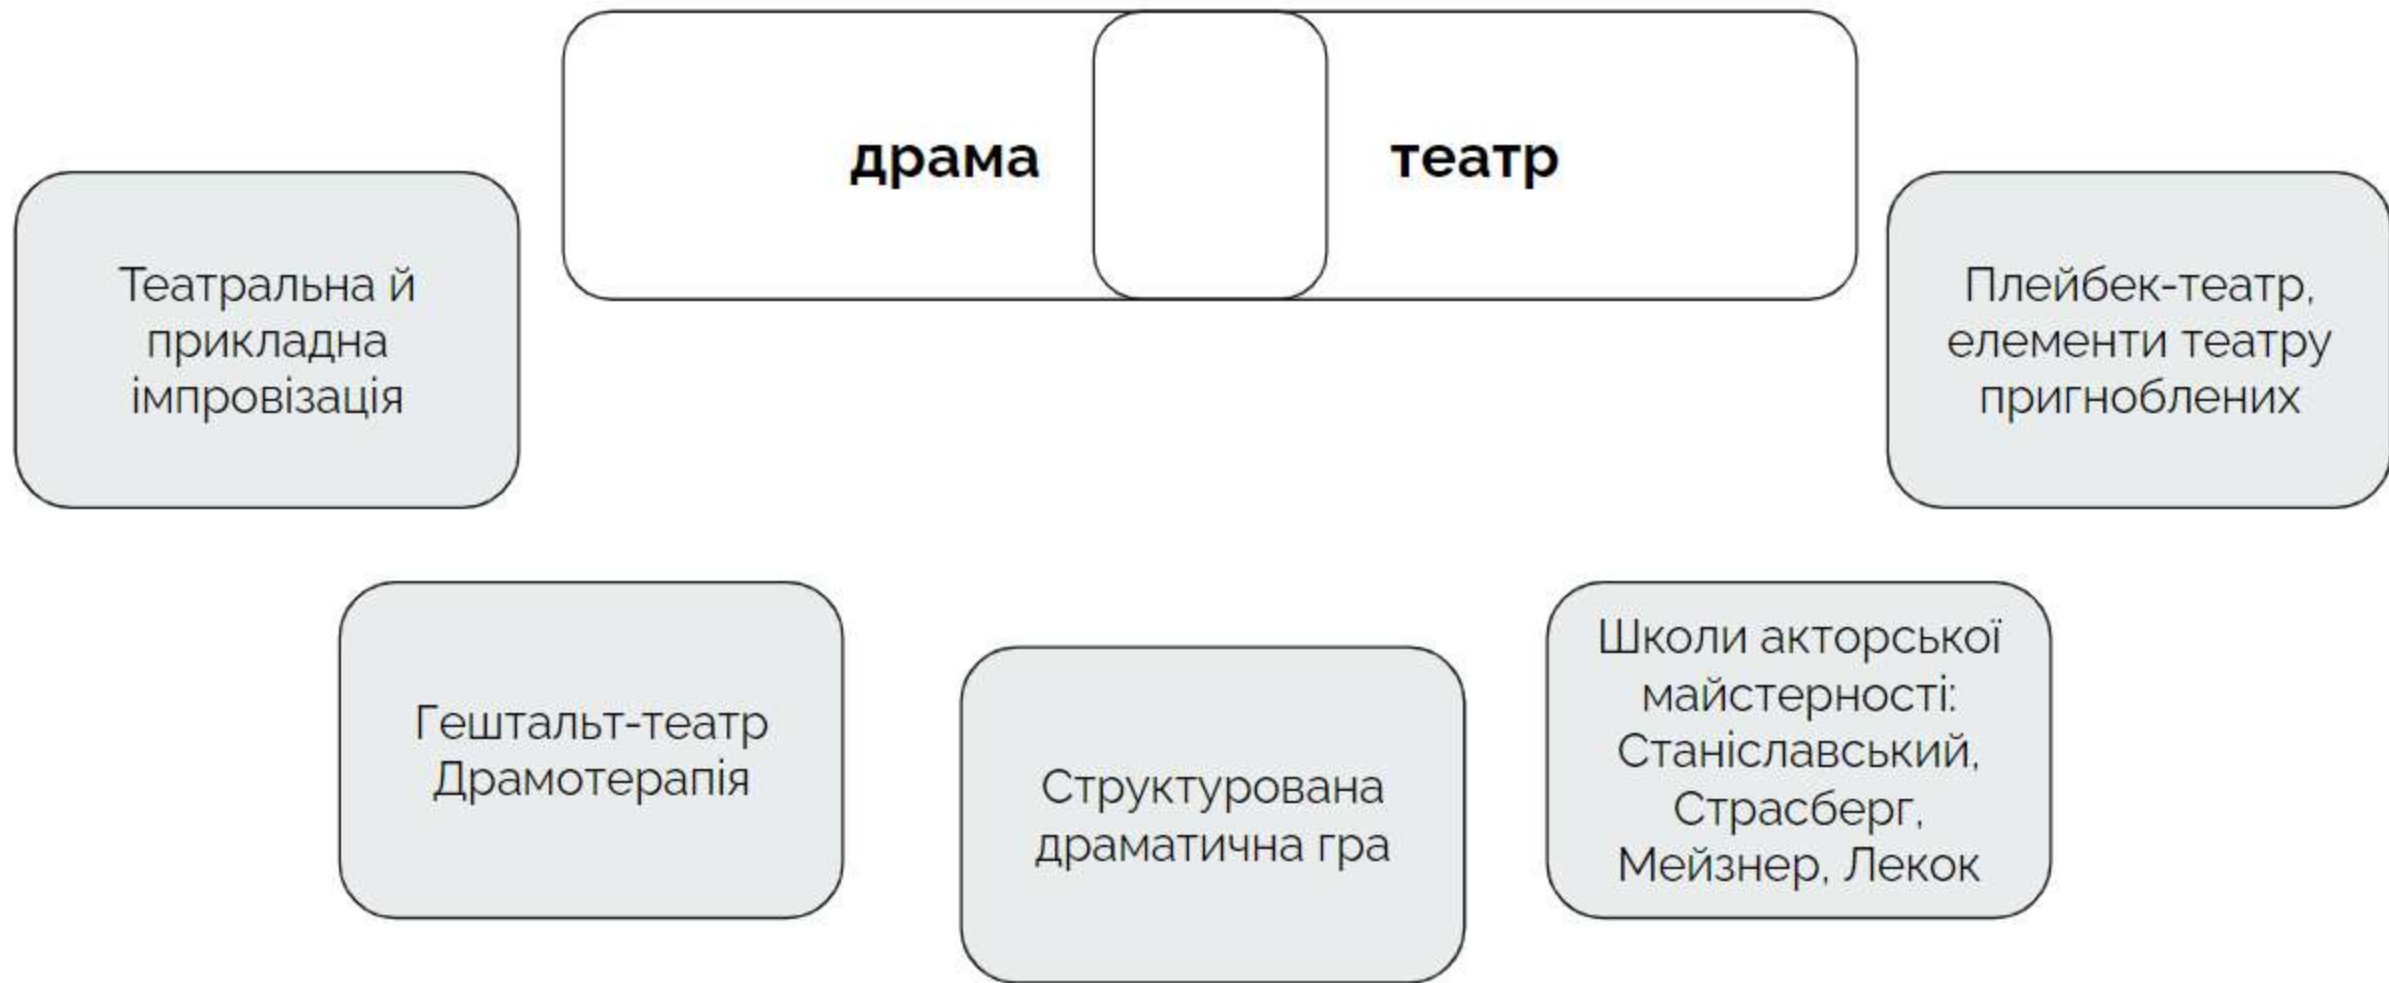 драма
театр
Театральна й
прикладна
імпровізація
Плейбек-театр,
елементи театру
пригноблених
Гештальт-театр
Драмотерапія
Структурована
драматична гра
Школи акторської
майстерності:
Станіславський,
Страсберг,
Мейзнер, Лекок